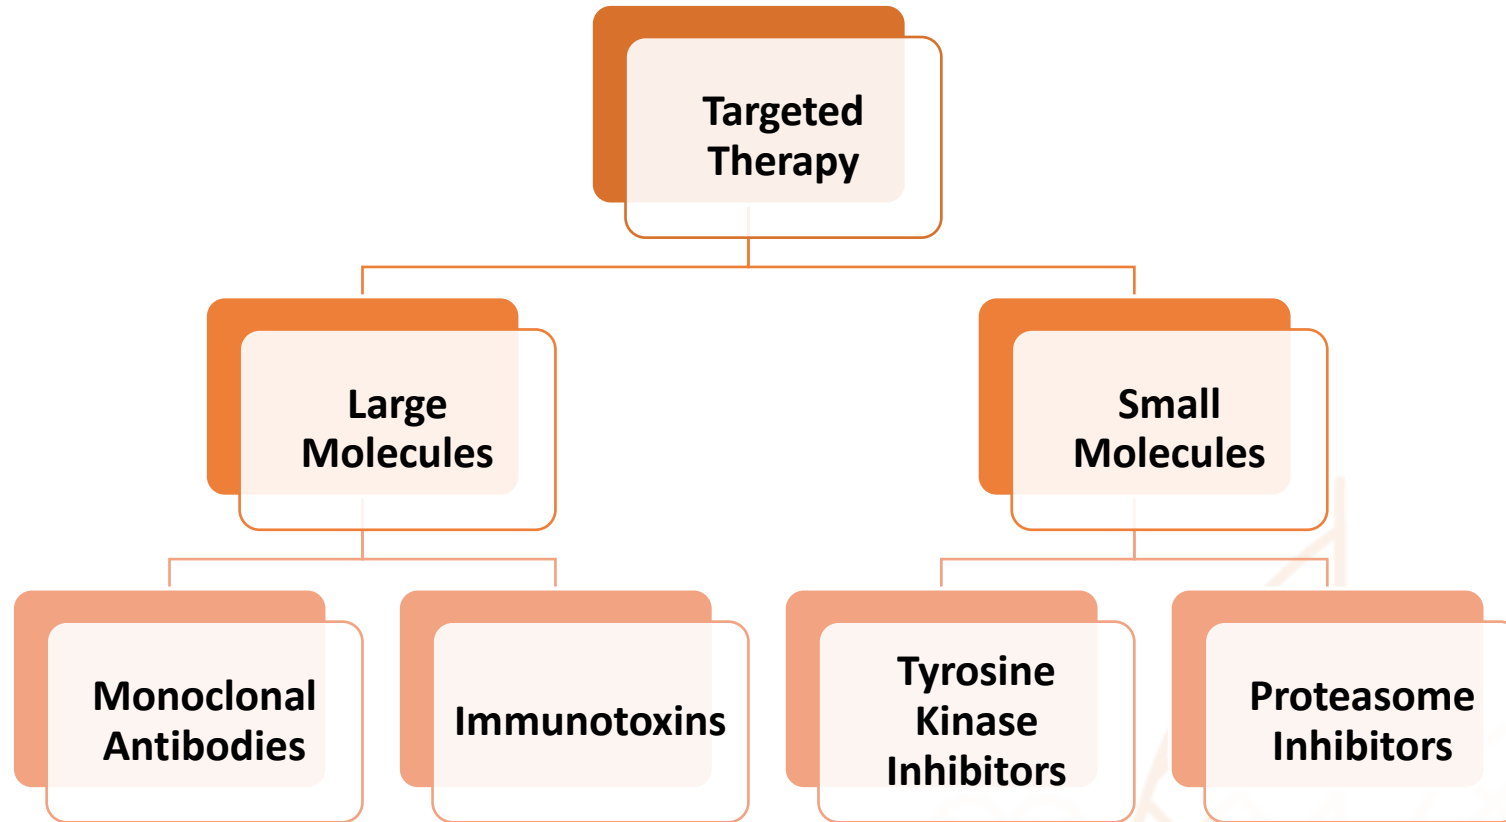 Targeted
Therapy
Large
Molecules
Small
Molecules
Monoclonal
Antibodies
Immunotoxins
Tyrosine
Kinase
Inhibitors
Proteasome
Inhibitors